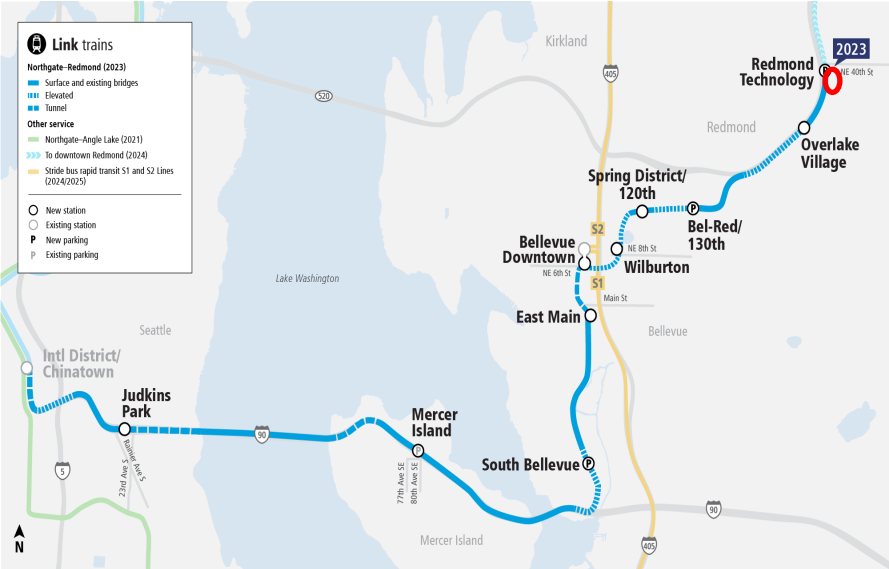 Link trains
Northgate–Redmond (2023)
Surface and existing bridges
Elevated
Tunnel
Other service
Northgate–Angle Lake (2021)
To downtown Redmond (2024)
Stride bus rapid transit S1 and S2 Lines
(2024/2025)
New station
Existing station
P New parking
P Existing parking
Kirkland
405
2023
Redmond
Technology
P
NE 40th St
520
Redmond
Overlake
Village
Spring District/
120th
P
Bel-Red/
130th
S2
Bellevue
Downtown
NE 8th St
Wilburton
NE 6th St
S1
Main St
Lake Washington
East Main
Bellevue
Seattle
Intl District/
Chinatown
Judkins
Park
Mercer
Island
90
P
South Bellevue
P
5
23rd Ave S
Rainier Ave S
77th Ave SE
80th Ave SE
90
Mercer Island
405
N